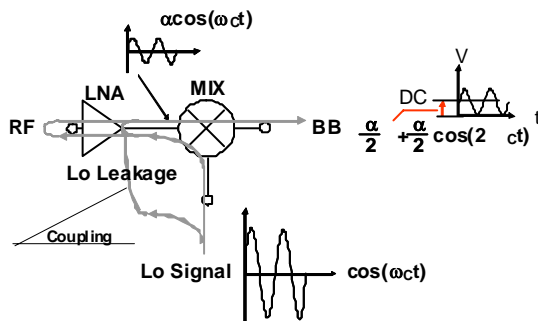 αcos(ωct)
LNA
MIX
RF
BB
Lo Leakage
Coupling
Lo Signal
cos(ωct)
V
DC
t
α/2 + α/2 cos(2 ct)